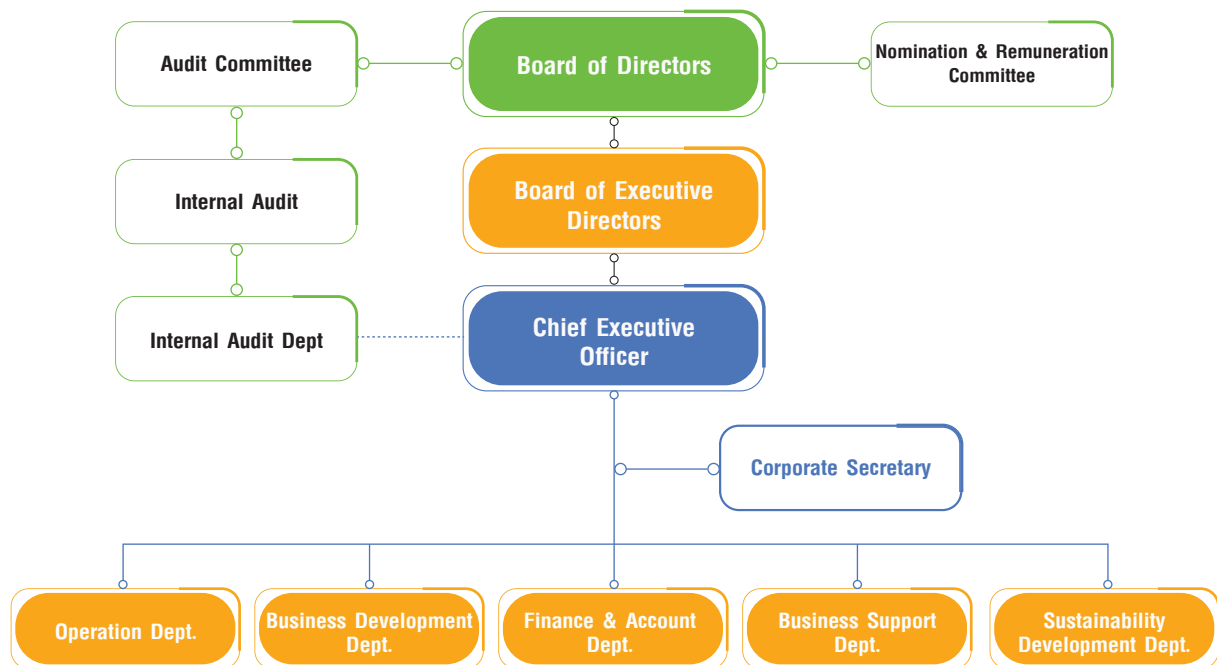 Audit Committee
Board of Directors
Nomination & Remuneration
Committee
Internal Audit
Board of Executive
Directors
Internal Audit Dept
Chief Executive
Officer
Corporate Secretary
Operation Dept.
Business Development
Dept.
Finance & Account
Dept.
Business Support
Dept.
Sustainability
Development Dept.